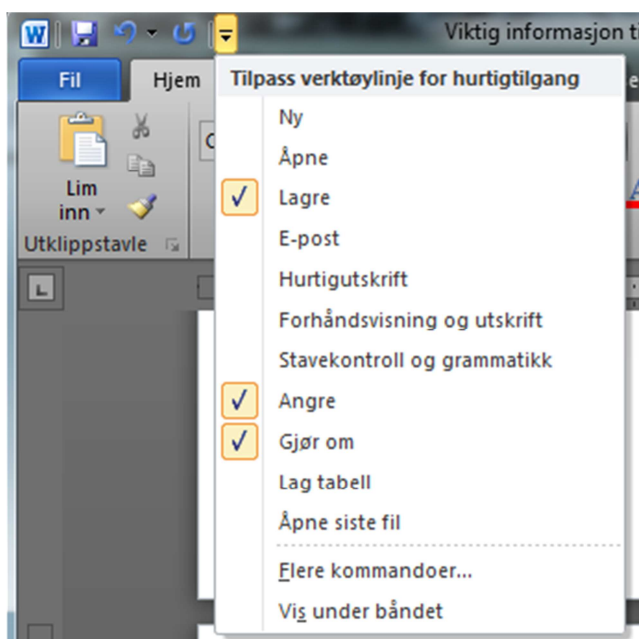 Viktig informasjon ti
Fil
Hjem
Tilpass verktøylinje for hurtigtilgang
Ny
Åpne
Lagre
E-post
Hurtigutskrift
Forhåndsvisning og utskrift
Stavekontroll og grammatikk
Angre
Gjør om
Lag tabell
Åpne siste fil
Flere kommandoer...
Vis under båndet
Lim
inn
Utklippstavle